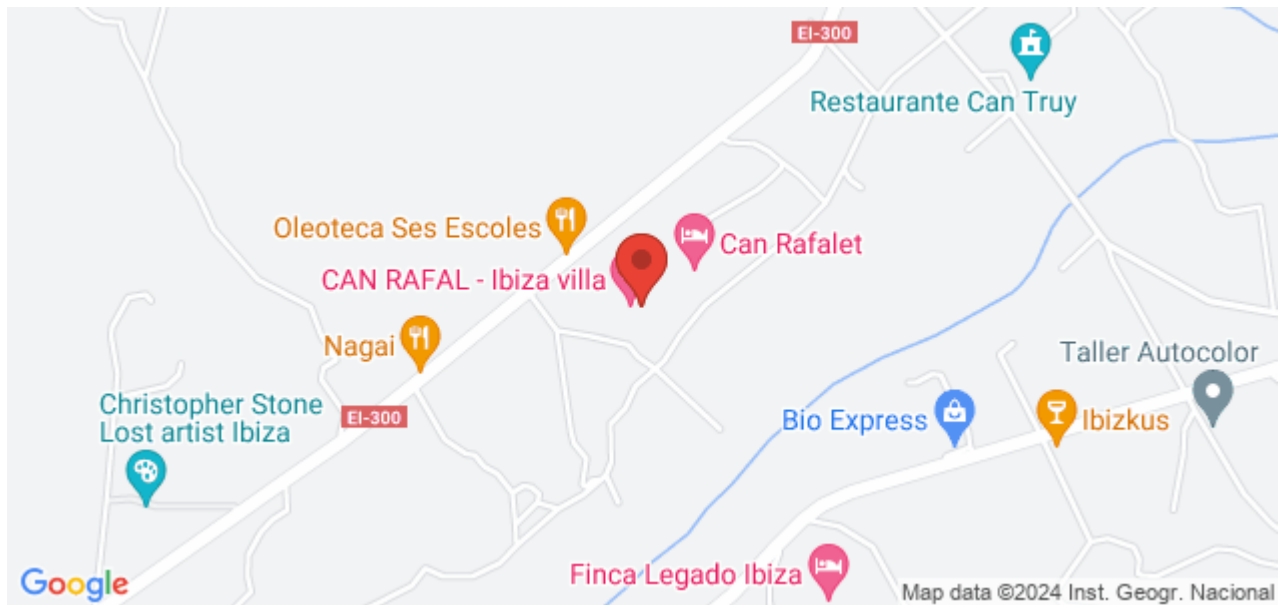 EI-300
Restaurante Can Truy
Oleoteca Ses Escoles
Can Rafalet
CAN RAFAL - Ibiza villa
Nagai
Taller Autocolor
Christopher Stone
Lost artist Ibiza
EI-300
Bio Express
Ibizkus
Finca Legado Ibiza
Google
Map data ©2024 Inst. Geogr. Nacional